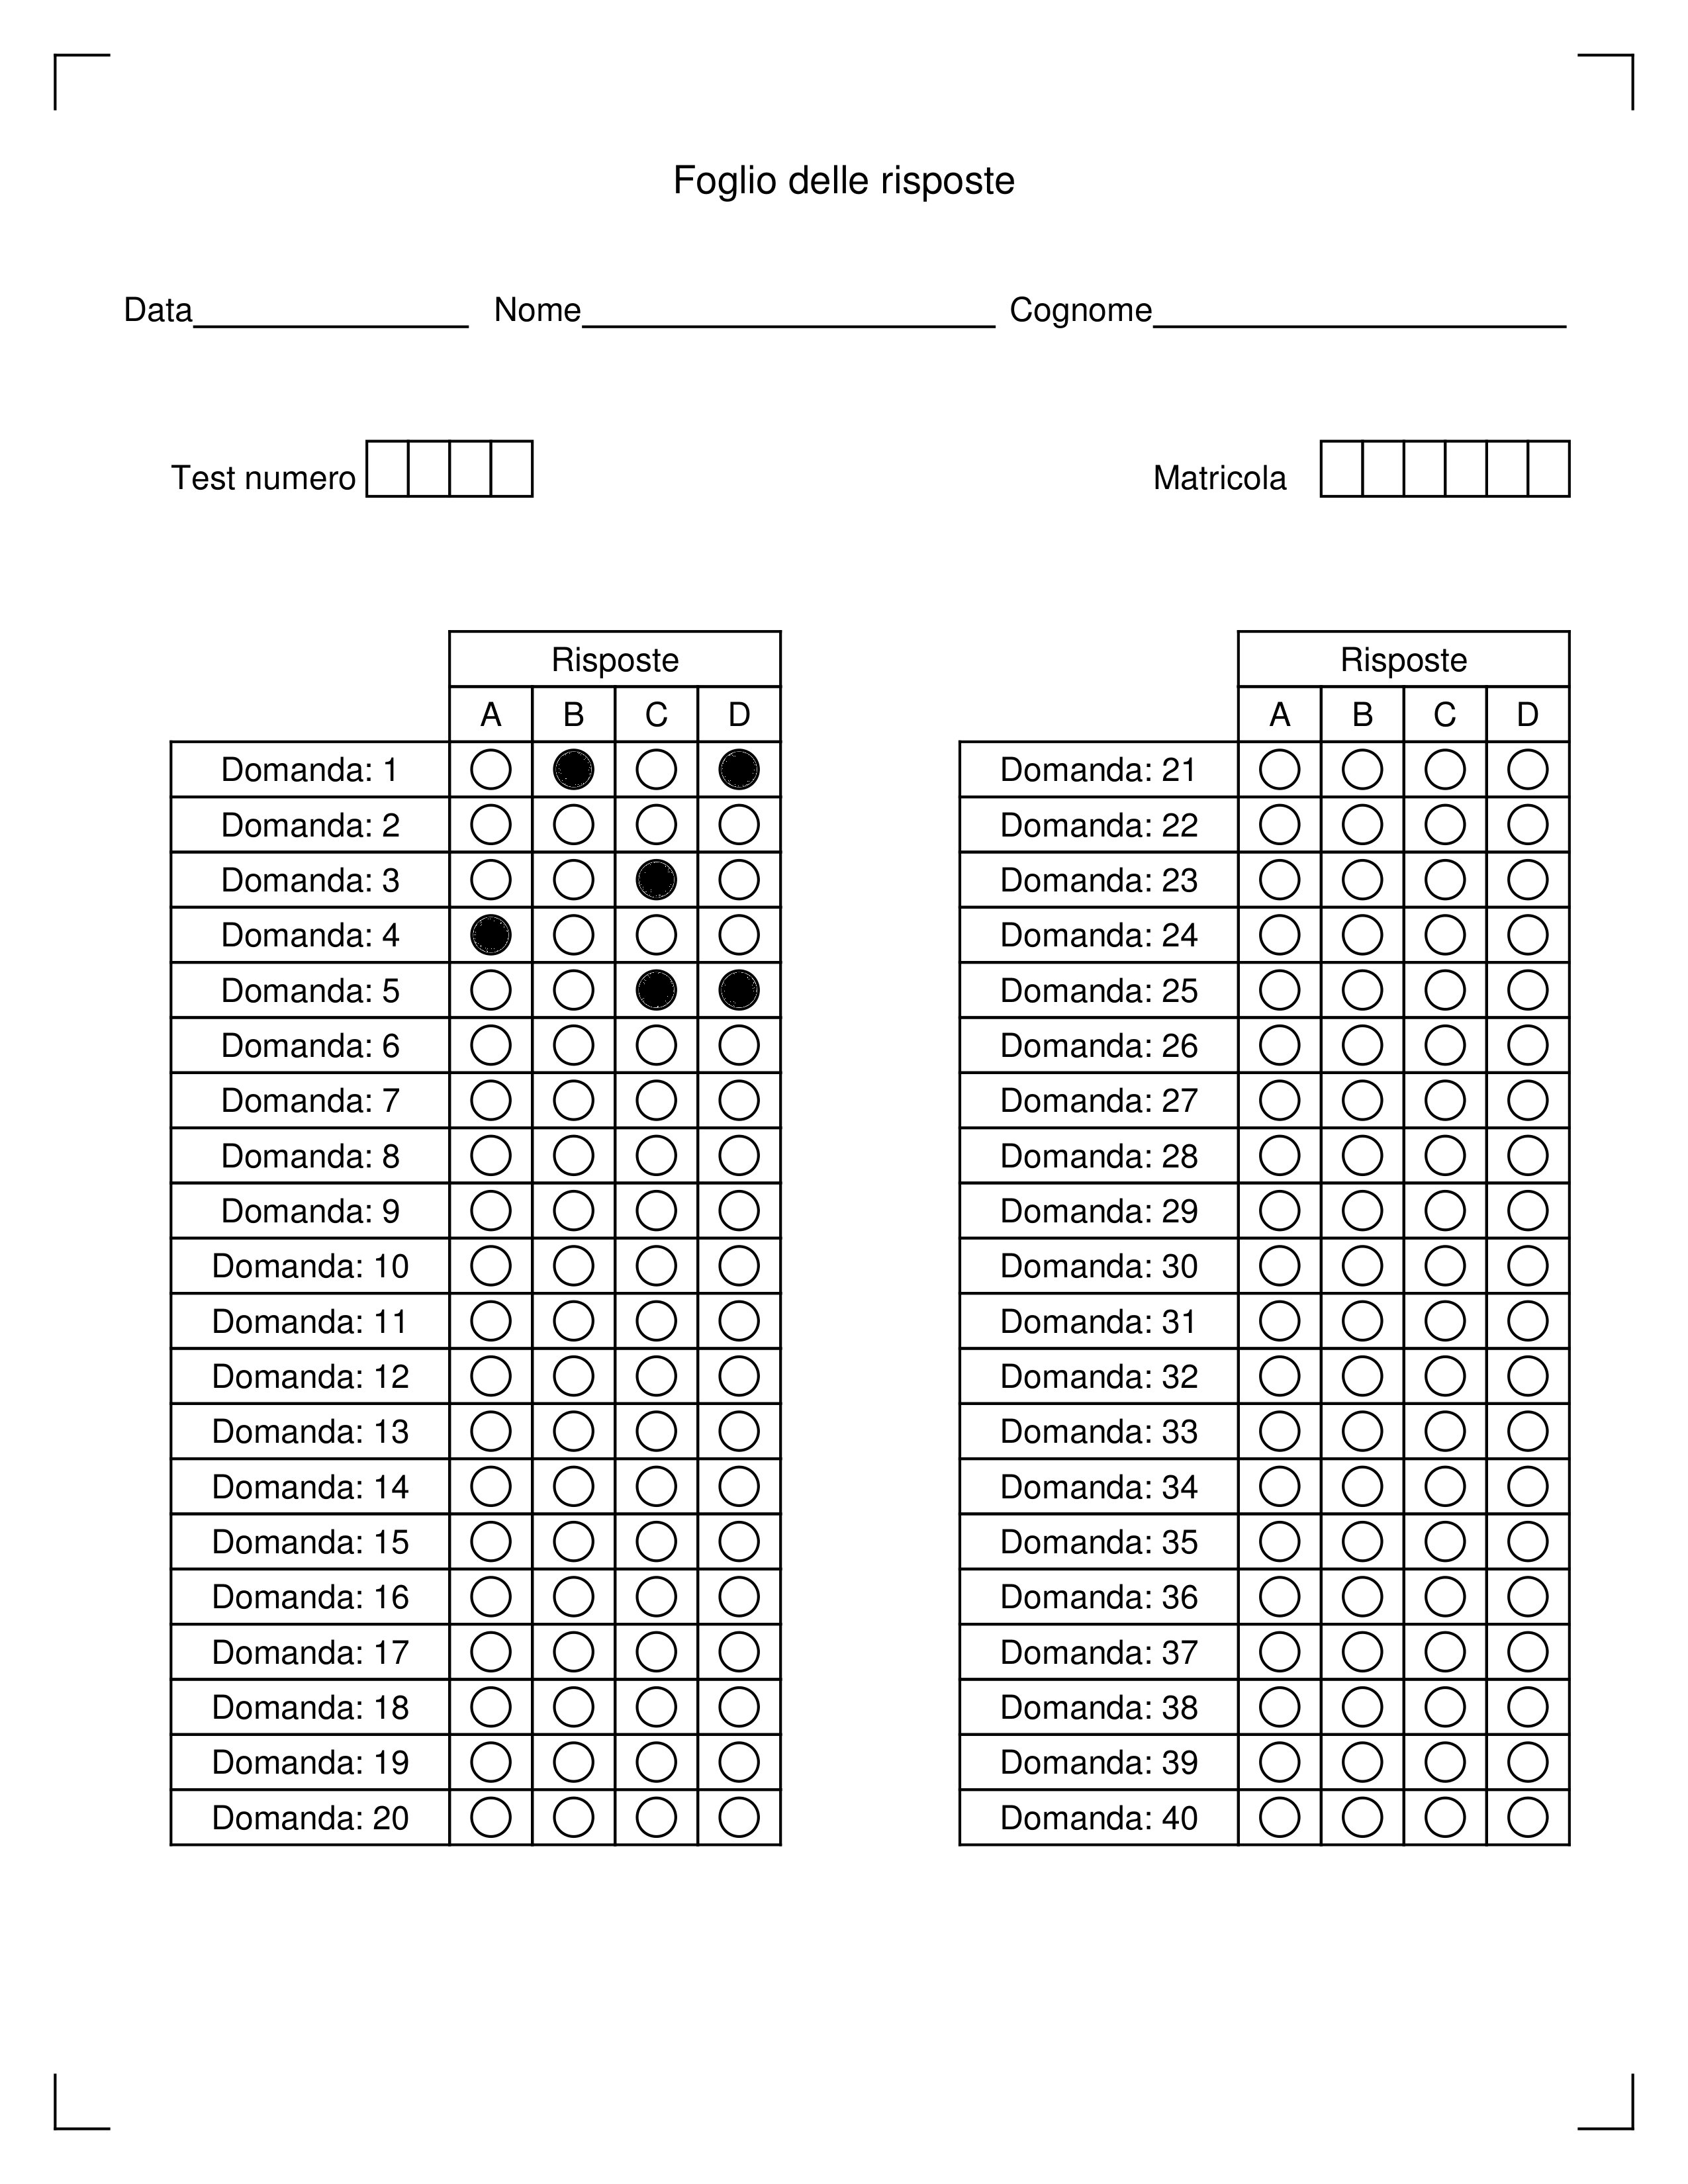 Foglio delle risposte
Data Nome Cognome
Test numero Matricola
Risposte Risposte
A B C D A B C D
Domanda: 1 Domanda: 21
Domanda: 2 Domanda: 22
Domanda: 3 Domanda: 23
Domanda: 4 Domanda: 24
Domanda: 5 Domanda: 25
Domanda: 6 Domanda: 26
Domanda: 7 Domanda: 27
Domanda: 8 Domanda: 28
Domanda: 9 Domanda: 29
Domanda: 10 Domanda: 30
Domanda: 11 Domanda: 31
Domanda: 12 Domanda: 32
Domanda: 13 Domanda: 33
Domanda: 14 Domanda: 34
Domanda: 15 Domanda: 35
Domanda: 16 Domanda: 36
Domanda: 17 Domanda: 37
Domanda: 18 Domanda: 38
Domanda: 19 Domanda: 39
Domanda: 20 Domanda: 40